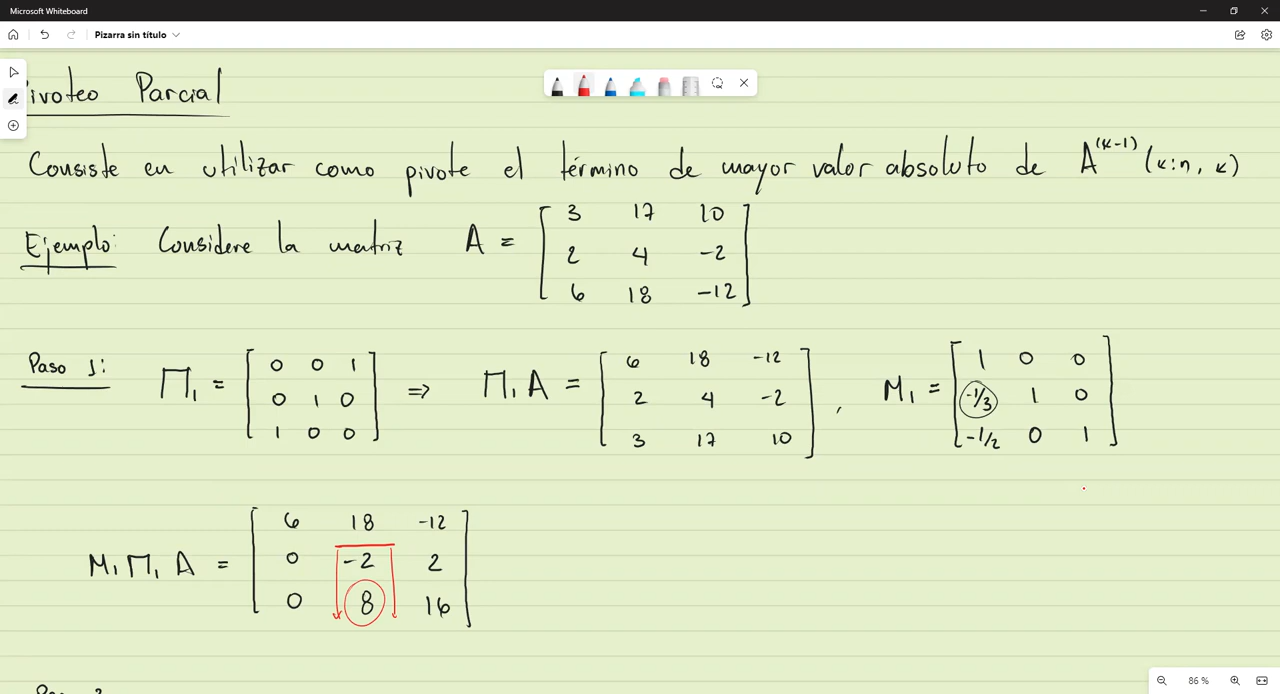 Microsoft Whiteboard
Pizarra sin título
ivoteo Parcial
Consiste en utilizar como pivote el término de mayor valor absoluto de A^(k-1) (k:n, k)
Ejemplo: Considere la matriz A = [ 3 17 10
2 4 -2
6 18 -12 ]
Paso 1: Π₁ = [ 0 0 1
0 1 0
1 0 0 ] ⇒ Π₁ A = [ 6 18 -12
2 4 -2
3 17 10 ] , M₁ = [ 1 0 0
-1/3 1 0
-1/2 0 1 ]
M₁ Π₁ A = [ 6 18 -12
0 -2 2
0 8 16 ]
86 %